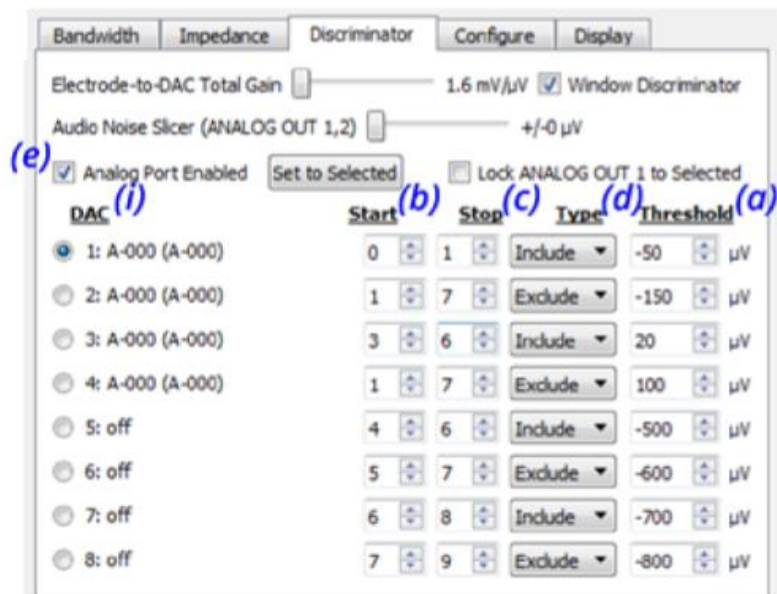 Bandwidth Impedance Discriminator Configure Display
Electrode-to-DAC Total Gain 1.6 mV/µV Window Discriminator
Audio Noise Slicer (ANALOG OUT 1,2) +/-0 µV
(e) Analog Port Enabled Set to Selected Lock ANALOG OUT 1 to Selected
DAC (i) Start (b) Stop (c) Type (d) Threshold (a)
1: A-000 (A-000) 0 1 Include -50 µV
2: A-000 (A-000) 1 7 Exclude -150 µV
3: A-000 (A-000) 3 6 Include 20 µV
4: A-000 (A-000) 1 7 Exclude 100 µV
5: off 4 6 Include -500 µV
6: off 5 7 Exclude -600 µV
7: off 6 8 Include -700 µV
8: off 7 9 Exclude -800 µV